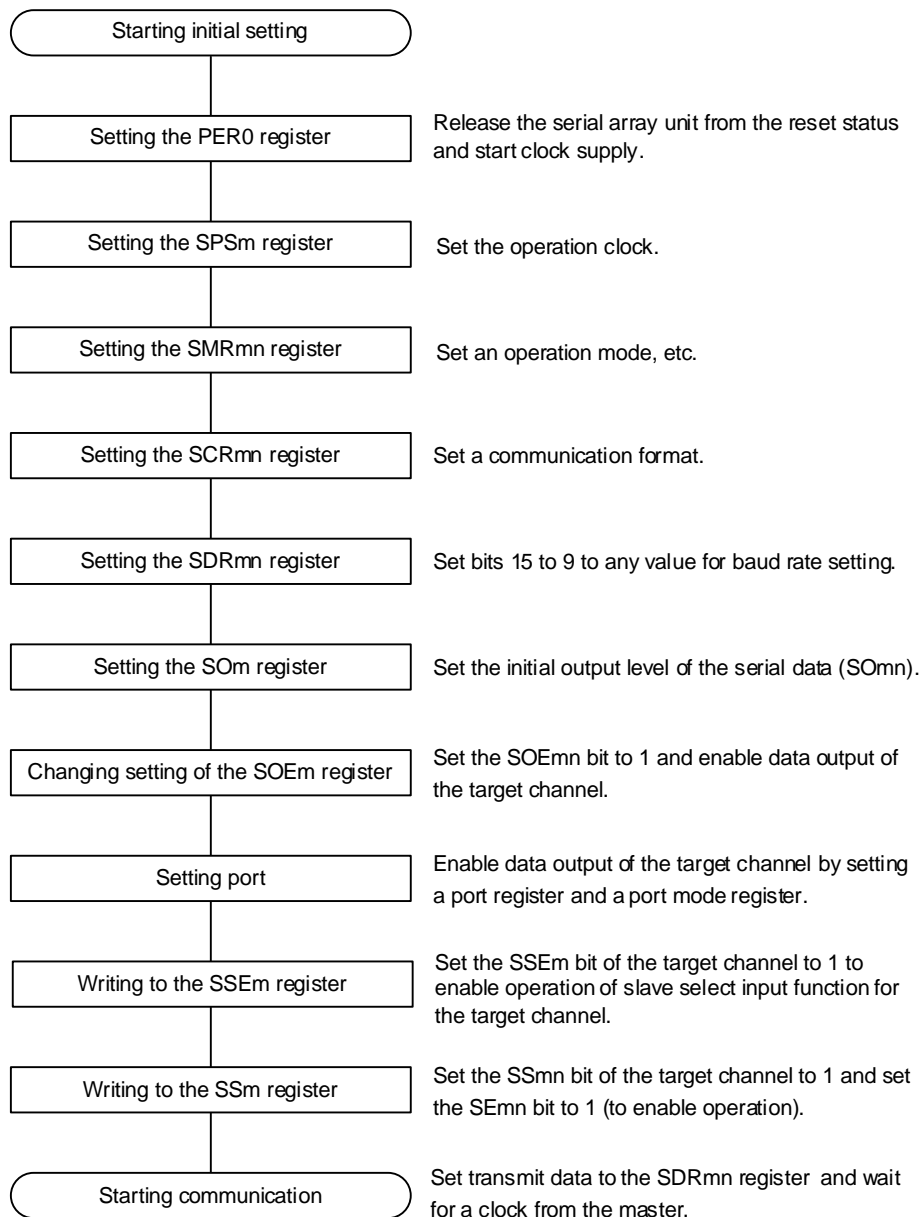 Starting initial setting
Setting the PER0 register
Release the serial array unit from the reset status
and start clock supply.
Setting the SPSm register
Set the operation clock.
Setting the SMRmn register
Set an operation mode, etc.
Setting the SCRmn register
Set a communication format.
Setting the SDRmn register
Set bits 15 to 9 to any value for baud rate setting.
Setting the SOm register
Set the initial output level of the serial data (SOmn).
Changing setting of the SOEm register
Set the SOEmn bit to 1 and enable data output of
the target channel.
Setting port
Enable data output of the target channel by setting
a port register and a port mode register.
Writing to the SSEm register
Set the SSEm bit of the target channel to 1 to
enable operation of slave select input function for
the target channel.
Writing to the SSm register
Set the SSmn bit of the target channel to 1 and set
the SEmn bit to 1 (to enable operation).
Starting communication
Set transmit data to the SDRmn register and wait
for a clock from the master.